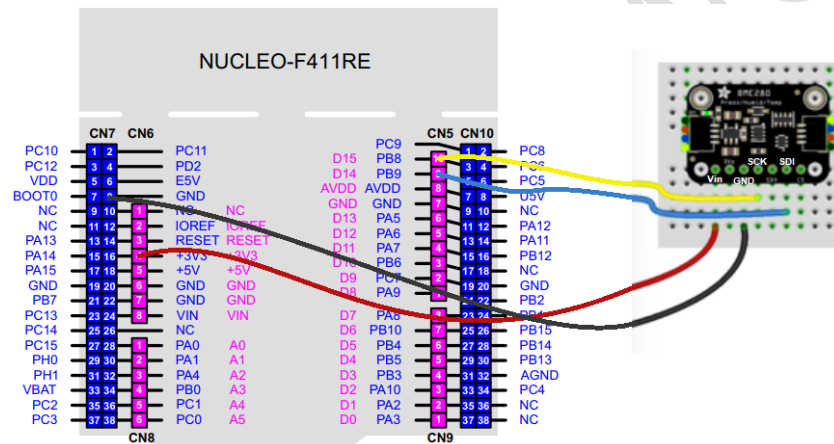 NUCLEO-F411RE
CN7 CN6
CN5 CN10
PC10 1 2 PC11
PC12 3 4 PD2
VDD 5 6 E5V
BOOT0 7 GND
NC 9 10 1 NC NC
NC 11 12 2 IOREF IOREF
PA13 13 14 3 RESET RESET
PA14 15 16 +3V3 +3V3
PA15 17 18 5 +5V +5V
GND 19 20 6 GND GND
PB7 21 22 7 GND GND
PC13 23 24 8 VIN VIN
PC14 25 26 NC
PC15 27 28 1 PA0 A0
PH0 29 30 2 PA1 A1
PH1 31 32 3 PA4 A2
VBAT 33 34 4 PB0 A3
PC2 35 36 5 PC1 A4
PC3 37 38 6 PC0 A5
CN8
PC9 1 2 PC8
D15 PB8 3 4 PC6
D14 PB9 PC5
AVDD AVDD 8 7 8 U5V
GND GND 7 9 10 NC
D13 PA5 6 11 12 PA12
D12 PA6 5 13 14 PA11
D11 PA7 4 15 16 PB12
D10 PB6 3 17 18 NC
D9 PC7 2 19 20 GND
D8 PA9 1 22 PB2
D7 PA8 8 23 24 PB1
D6 PB10 7 25 26 PB15
D5 PB4 6 27 28 PB14
D4 PB5 5 29 30 PB13
D3 PB3 4 31 32 AGND
D2 PA10 3 33 34 PC4
D1 PA2 2 35 36 NC
D0 PA3 1 37 38 NC
CN9
BME280
Press/Humid/Temp
SCK SDI
Vin GND